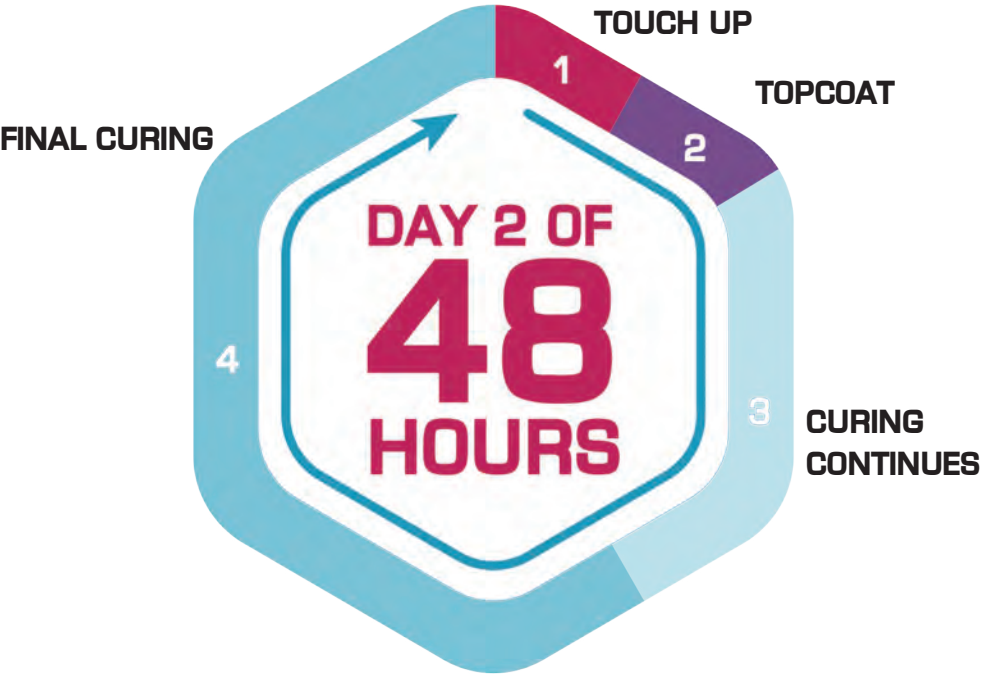 TOUCH UP
1
TOPCOAT
2
FINAL CURING
DAY 2 OF
48
HOURS
4
3
CURING
CONTINUES